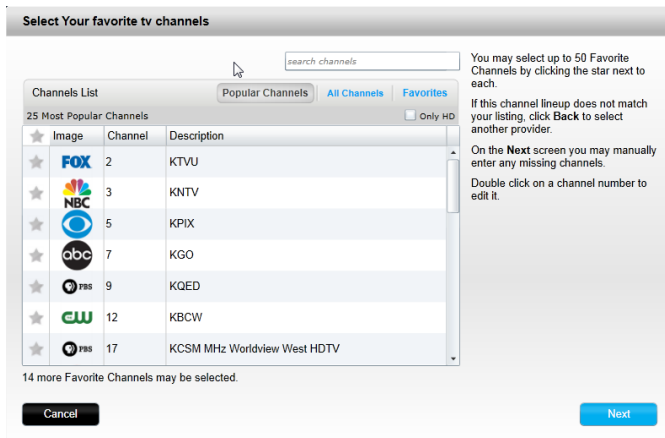 Select Your favorite tv channels
search channels
Channels List Popular Channels All Channels Favorites
25 Most Popular Channels Only HD
Image Channel Description
FOX 2 KTVU
NBC 3 KNTV
5 KPIX
abc 7 KGO
PBS 9 KQED
CW 12 KBCW
PBS 17 KCSM MHz Worldview West HDTV
14 more Favorite Channels may be selected.
Cancel
You may select up to 50 Favorite
Channels by clicking the star next to
each.
If this channel lineup does not match
your listing, click Back to select
another provider.
On the Next screen you may manually
enter any missing channels.
Double click on a channel number to
edit it.
Next